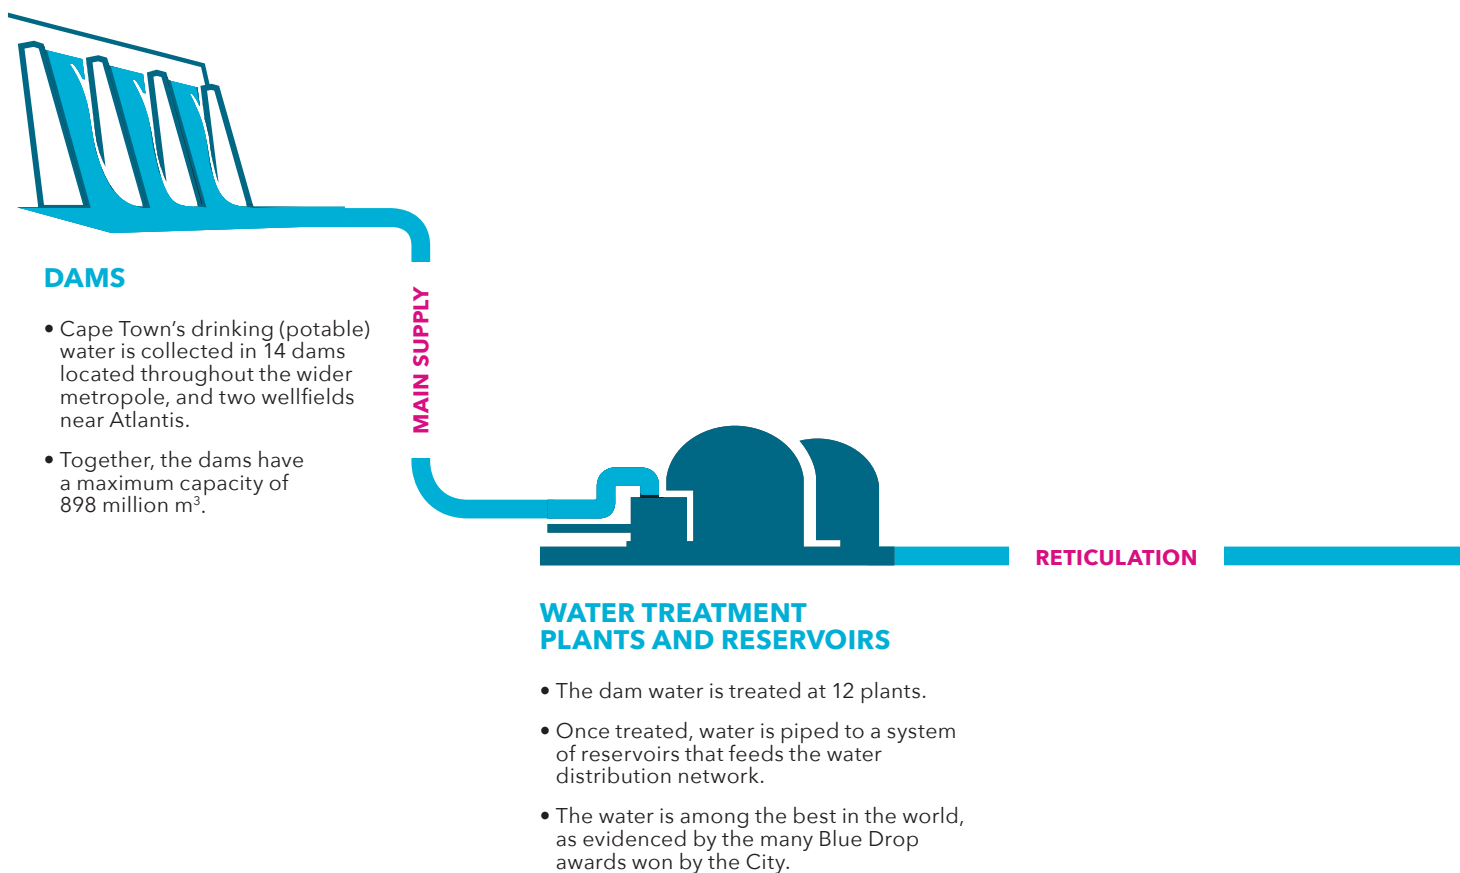 DAMS
• Cape Town’s drinking (potable)
water is collected in 14 dams
located throughout the wider
metropole, and two wellfields
near Atlantis.
• Together, the dams have
a maximum capacity of
898 million m³.
MAIN SUPPLY
RETICULATION
WATER TREATMENT
PLANTS AND RESERVOIRS
• The dam water is treated at 12 plants.
• Once treated, water is piped to a system
of reservoirs that feeds the water
distribution network.
• The water is among the best in the world,
as evidenced by the many Blue Drop
awards won by the City.